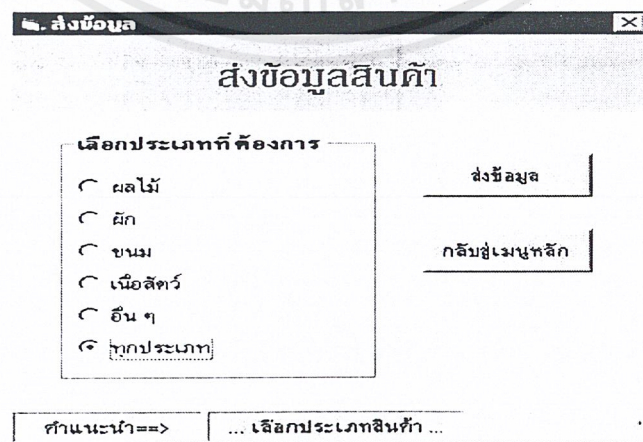 ส่งข้อมูล
ส่งข้อมูลสินค้า
เลือกประเภทที่ต้องการ
ผลไม้
ผัก
ขนม
เนื้อสัตว์
อื่น ๆ
ทุกประเภท
ส่งข้อมูล
กลับสู่เมนูหลัก
คำแนะนำ==>
... เลือกประเภทสินค้า ...